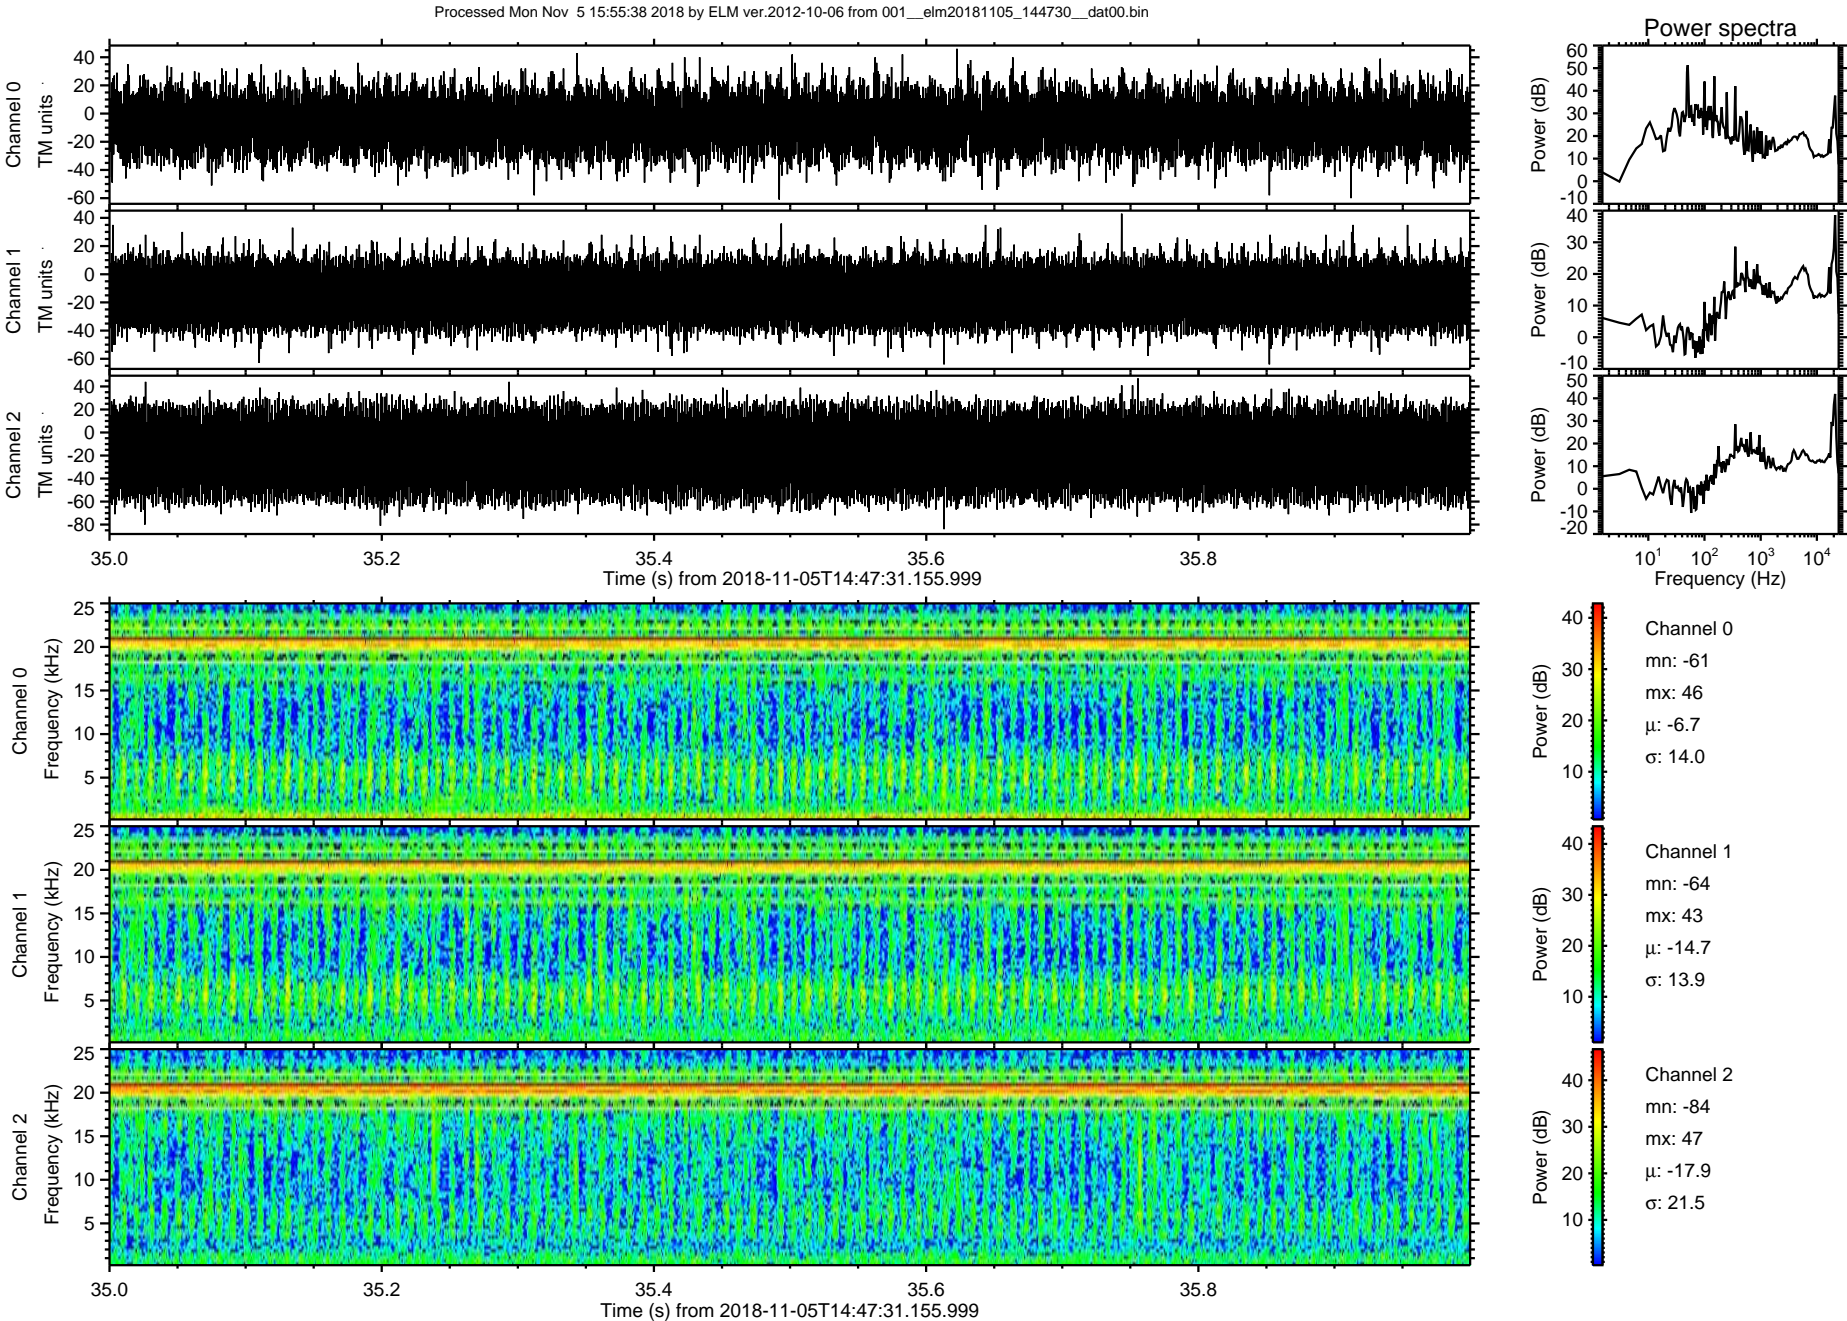 Processed Mon Nov  5 15:55:38 2018 by ELM ver.2012-10-06 from 001__elm20181105_144730__dat00.bin
Power spectra
Channel 0
TM units
40
20
0
-20
-40
-60
Power (dB)
60
50
40
30
20
10
0
-10
Channel 1
TM units
40
20
0
-20
-40
-60
Power (dB)
40
30
20
10
0
-10
Channel 2
TM units
40
20
0
-20
-40
-60
-80
Power (dB)
50
40
30
20
10
0
-10
-20
35.0 35.2 35.4 35.6 35.8
Time (s) from 2018-11-05T14:47:31.155.999
10^1 10^2 10^3 10^4
Frequency (Hz)
Channel 0
Frequency (kHz)
25
20
15
10
5
Power (dB)
40
30
20
10
Channel 0
mn: -61
mx: 46
μ: -6.7
σ: 14.0
Channel 1
Frequency (kHz)
25
20
15
10
5
Power (dB)
40
30
20
10
Channel 1
mn: -64
mx: 43
μ: -14.7
σ: 13.9
Channel 2
Frequency (kHz)
25
20
15
10
5
Power (dB)
40
30
20
10
Channel 2
mn: -84
mx: 47
μ: -17.9
σ: 21.5
35.0 35.2 35.4 35.6 35.8
Time (s) from 2018-11-05T14:47:31.155.999